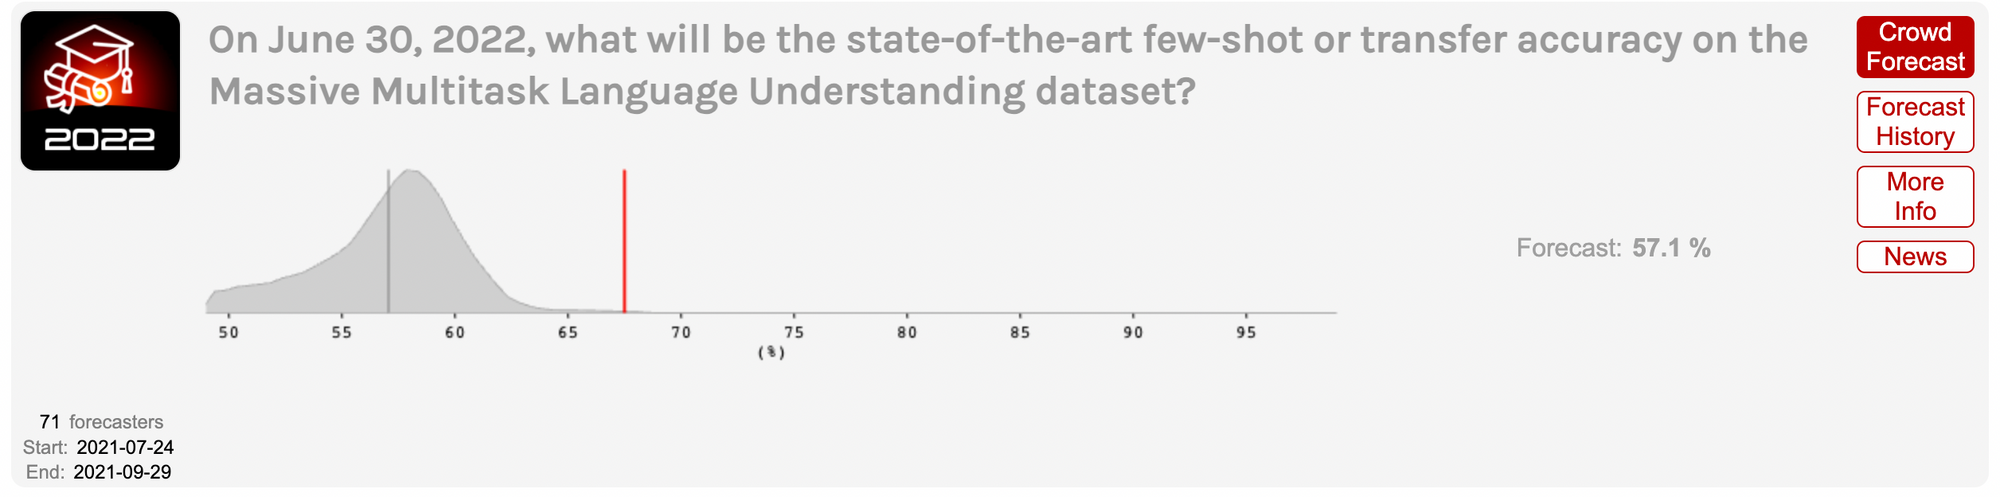 On June 30, 2022, what will be the state-of-the-art few-shot or transfer accuracy on the
Massive Multitask Language Understanding dataset?
2022
Crowd
Forecast
Forecast
History
More
Info
News
Forecast: 57.1 %
50 55 60 65 70 75 80 85 90 95
(%)
71 forecasters
Start: 2021-07-24
End: 2021-09-29